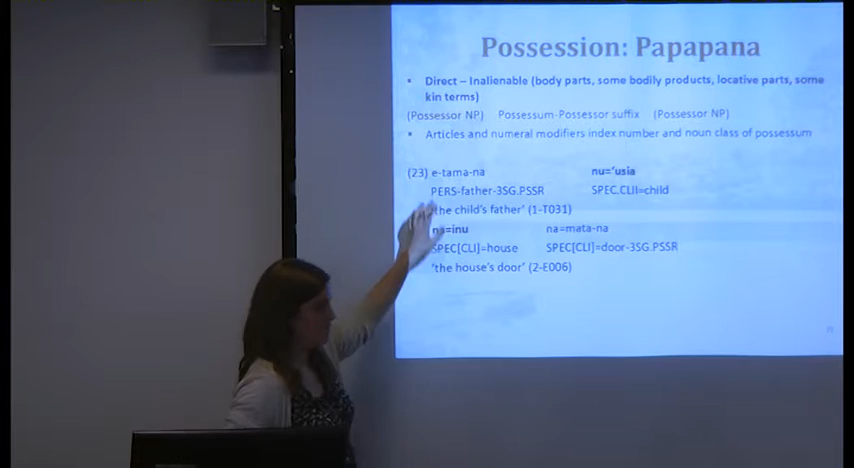 Possession: Papapana
▪ Direct – Inalienable (body parts, some bodily products, locative parts, some
kin terms)
(Possessor NP) Possessum-Possessor suffix (Possessor NP)
▪ Articles and numeral modifiers index number and noun class of possessum
(23) e-tama-na nu='usia
PERS-father-3SG.PSSR SPEC.CLII=child
'the child's father' (1-T031)
na=inu na=mata-na
SPEC[CLI]=house SPEC[CLI]=door-3SG.PSSR
'the house's door' (2-E006)